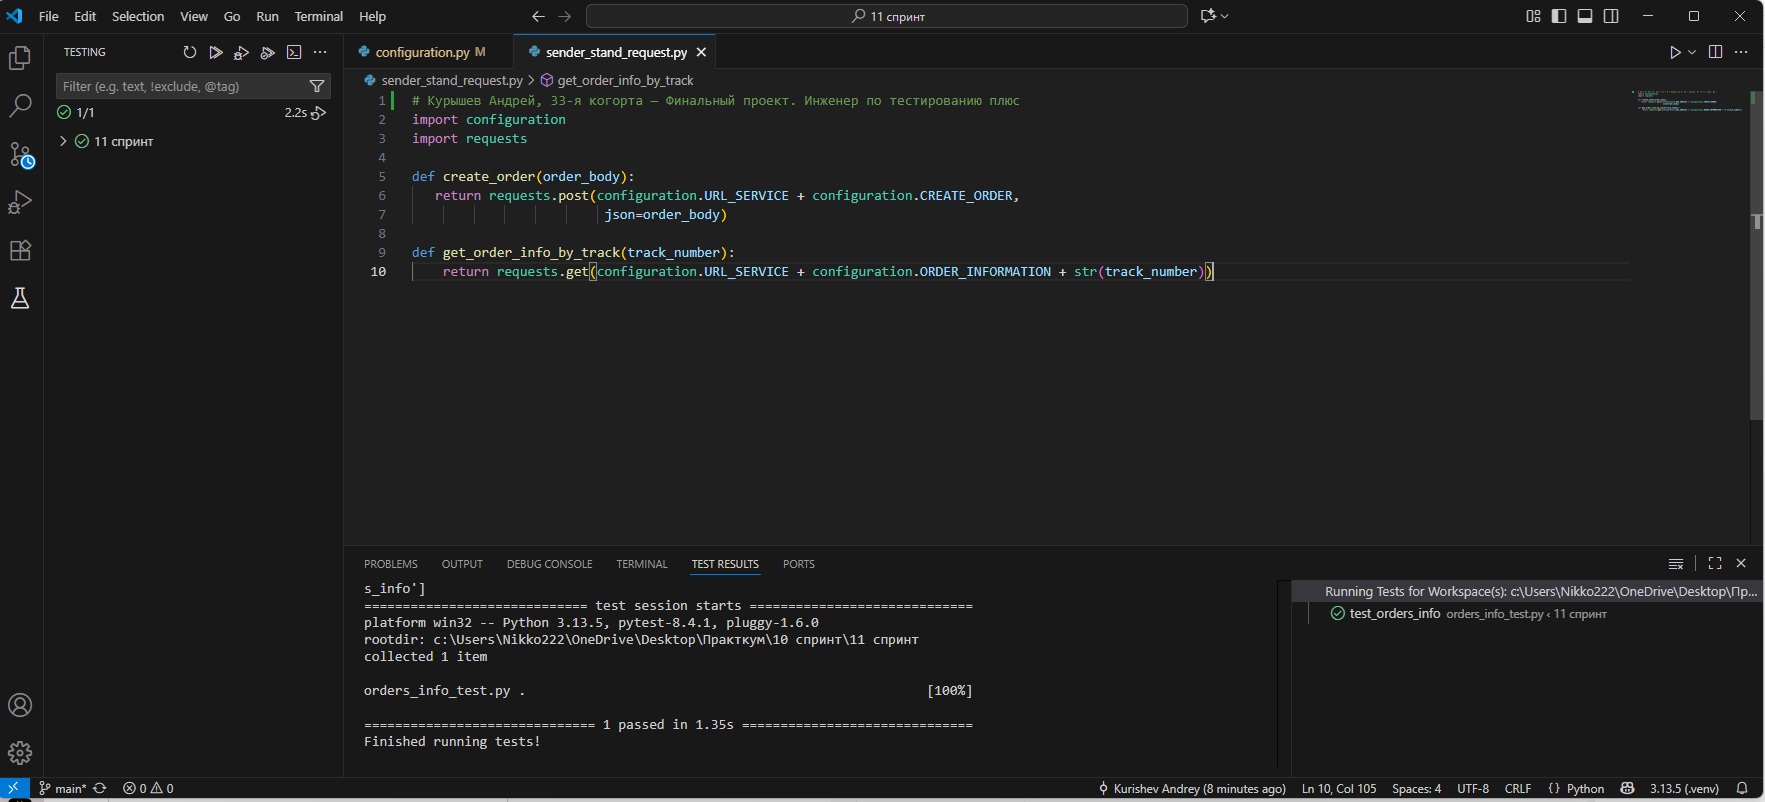 File Edit Selection View Go Run Terminal Help
11 спринт
TESTING
Filter (e.g. text, !exclude, @tag)
1/1
2.2s
11 спринт
configuration.py M
sender_stand_request.py
sender_stand_request.py > get_order_info_by_track
1 # Курышев Андрей, 33-я когорта — Финальный проект. Инженер по тестированию плюс
2 import configuration
3 import requests
4
5 def create_order(order_body):
6 return requests.post(configuration.URL_SERVICE + configuration.CREATE_ORDER,
7 json=order_body)
8
9 def get_order_info_by_track(track_number):
10 return requests.get(configuration.URL_SERVICE + configuration.ORDER_INFORMATION + str(track_number))
PROBLEMS OUTPUT DEBUG CONSOLE TERMINAL TEST RESULTS PORTS
s_info']
============================= test session starts =============================
platform win32 -- Python 3.13.5, pytest-8.4.1, pluggy-1.6.0
rootdir: c:\Users\Nikko222\OneDrive\Desktop\Практкум\10 спринт\11 спринт
collected 1 item
orders_info_test.py . [100%]
============================== 1 passed in 1.35s ==============================
Finished running tests!
Running Tests for Workspace(s): c:\Users\Nikko222\OneDrive\Desktop\Пр...
test_orders_info orders_info_test.py ‹ 11 спринт
main* 0 0
Kurishev Andrey (8 minutes ago) Ln 10, Col 105 Spaces: 4 UTF-8 CRLF {} Python 3.13.5 (.venv)